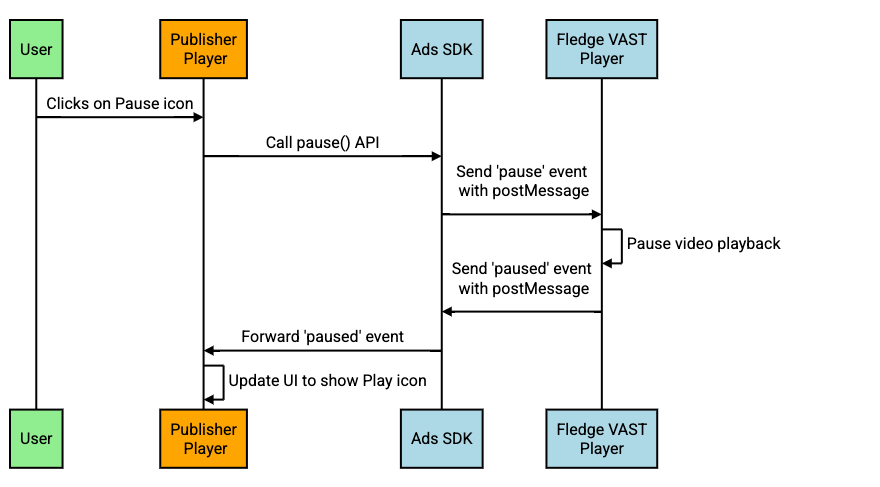 User
Publisher
Player
Ads SDK
Fledge VAST
Player
Clicks on Pause icon
Call pause() API
Send 'pause' event
with postMessage
Pause video playback
Send 'paused' event
with postMessage
Forward 'paused' event
Update UI to show Play icon
User
Publisher
Player
Ads SDK
Fledge VAST
Player